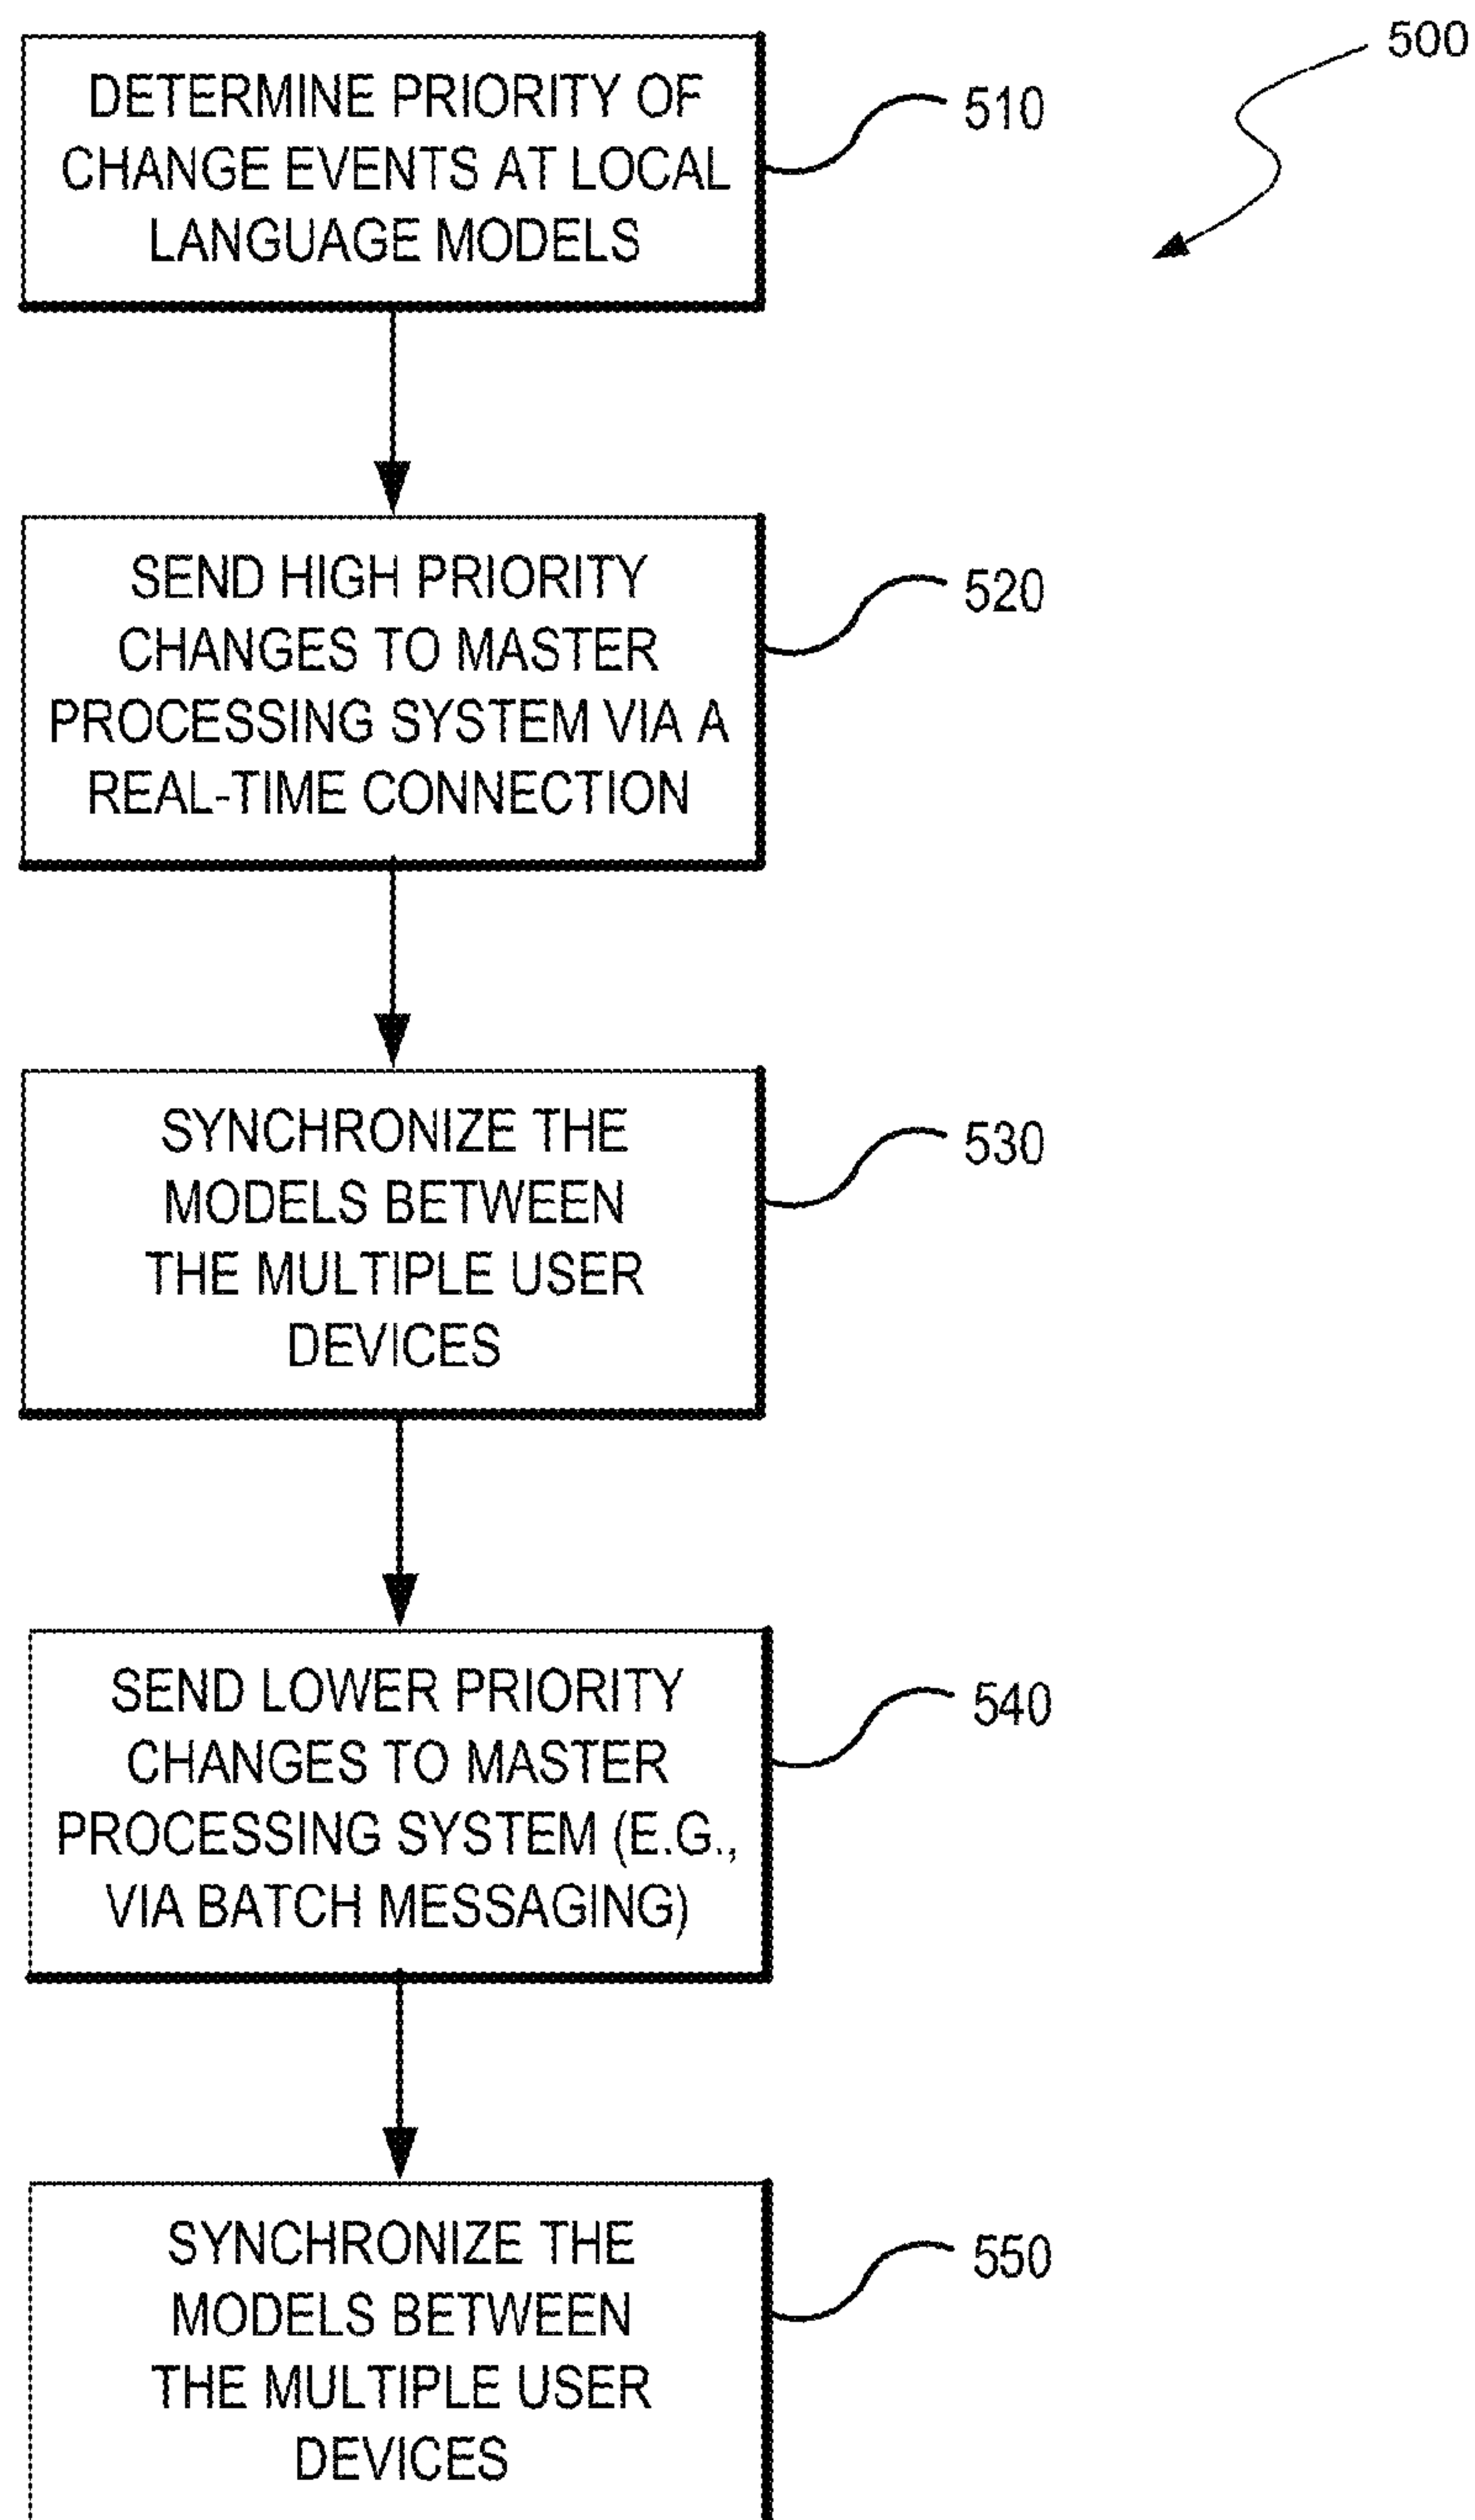 500
DETERMINE PRIORITY OF
CHANGE EVENTS AT LOCAL
LANGUAGE MODELS
510
SEND HIGH PRIORITY
CHANGES TO MASTER
PROCESSING SYSTEM VIA A
REAL-TIME CONNECTION
520
SYNCHRONIZE THE
MODELS BETWEEN
THE MULTIPLE USER
DEVICES
530
SEND LOWER PRIORITY
CHANGES TO MASTER
PROCESSING SYSTEM (E.G.,
VIA BATCH MESSAGING)
540
SYNCHRONIZE THE
MODELS BETWEEN
THE MULTIPLE USER
DEVICES
550